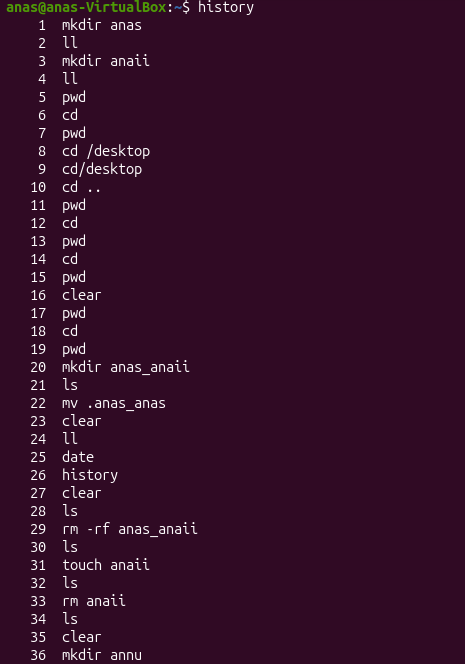 anas@anas-VirtualBox:~$ history
1 mkdir anas
2 ll
3 mkdir anaii
4 ll
5 pwd
6 cd
7 pwd
8 cd /desktop
9 cd/desktop
10 cd ..
11 pwd
12 cd
13 pwd
14 cd
15 pwd
16 clear
17 pwd
18 cd
19 pwd
20 mkdir anas_anaii
21 ls
22 mv .anas_anas
23 clear
24 ll
25 date
26 history
27 clear
28 ls
29 rm -rf anas_anaii
30 ls
31 touch anaii
32 ls
33 rm anaii
34 ls
35 clear
36 mkdir annu